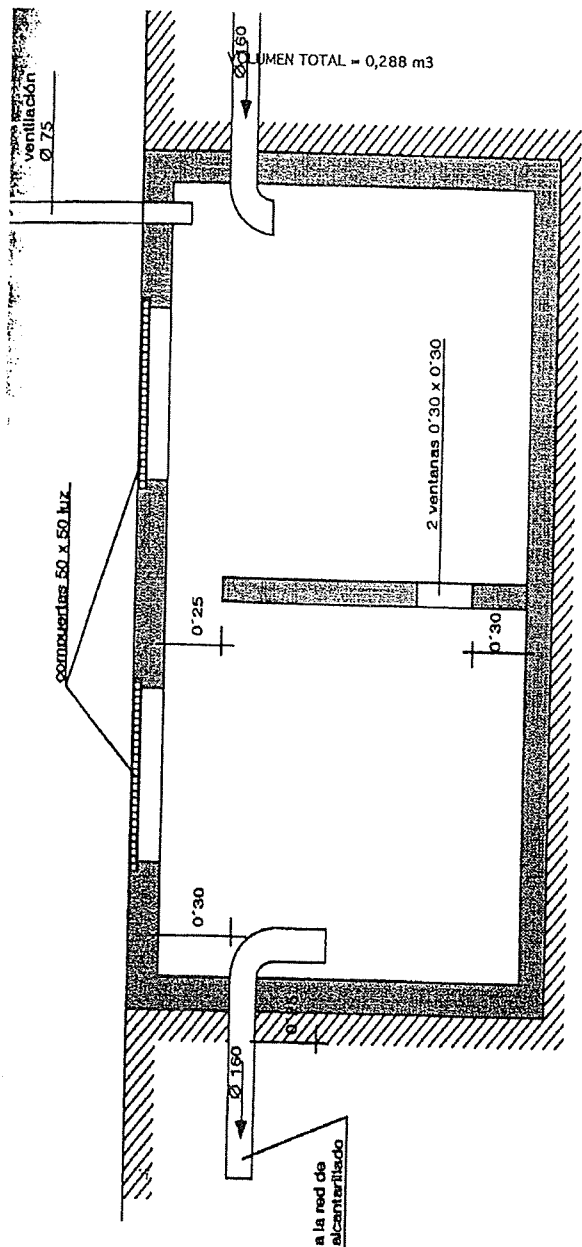 VOLUMEN TOTAL = 0,288 m3
ventilación
Ø 75
Ø 160
compuertas 50 x 50 luz
0'25
2 ventanas 0'30 x 0'30
0'30
0'30
Ø 160
a la red de
alcantarillado